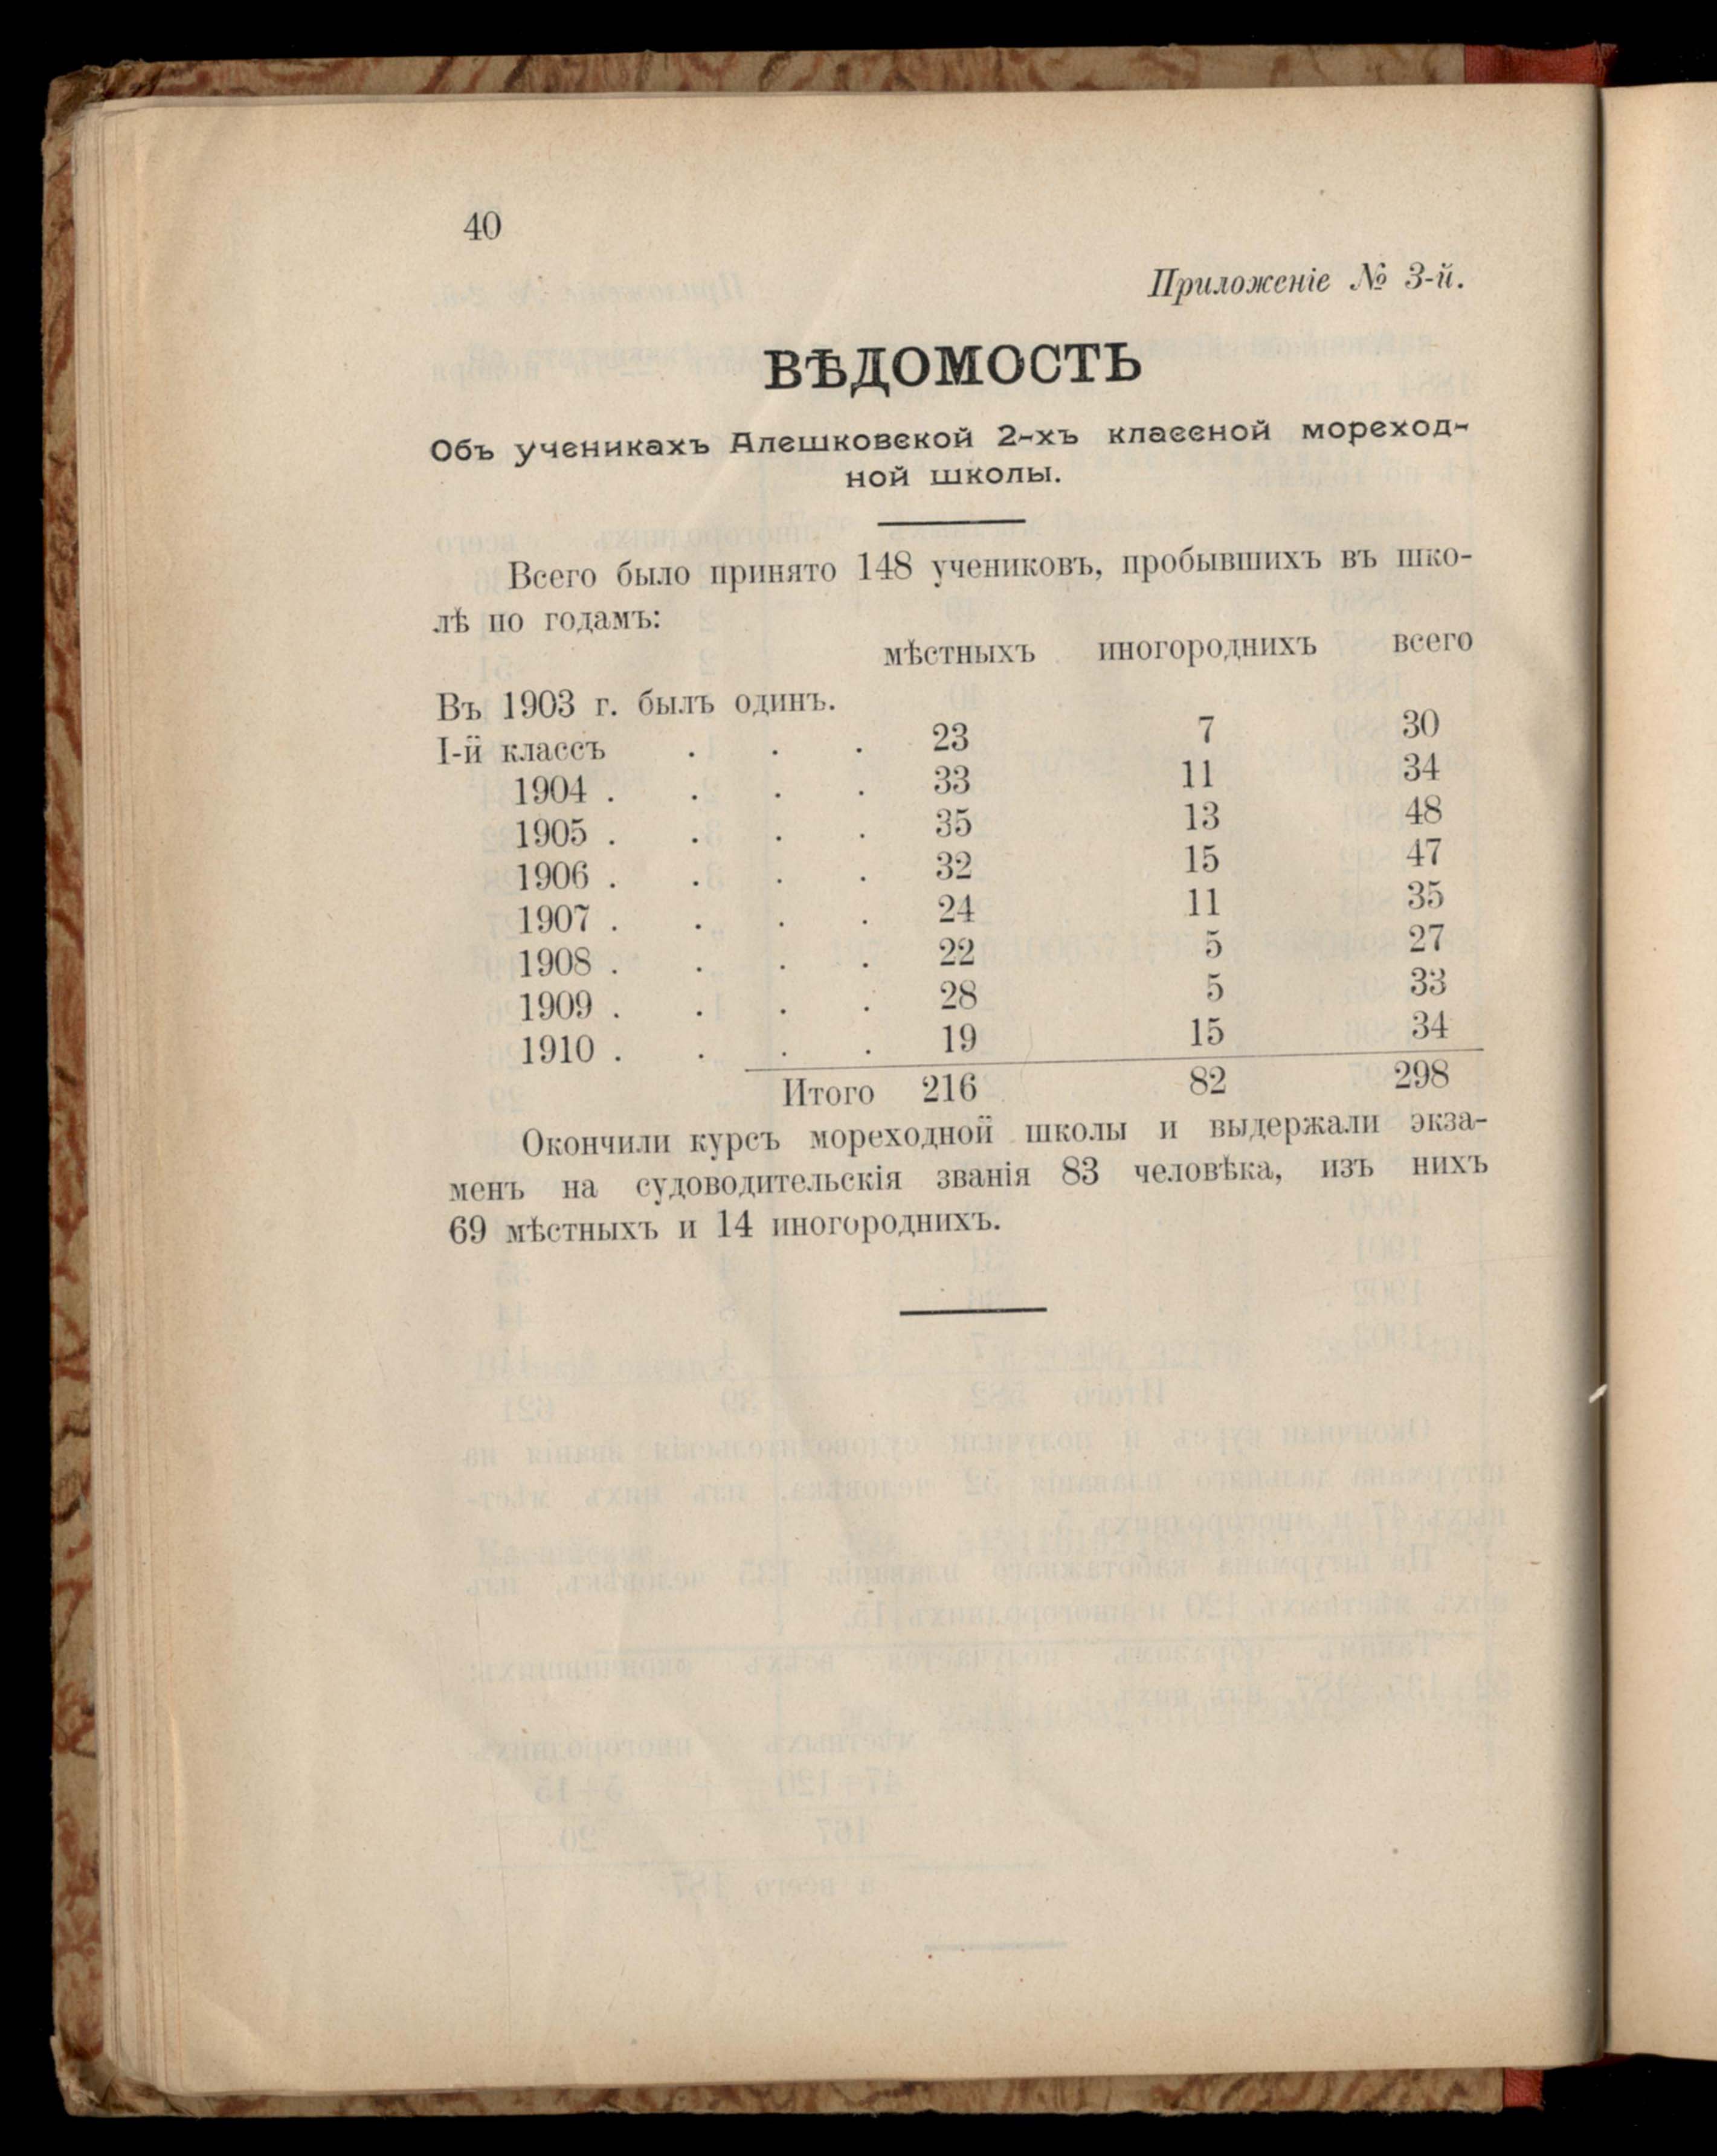 40
Приложеніе № 3-й.
ВѢДОМОСТЬ
Объ ученикахъ Алешковской 2-хъ классной мореход-
ной школы.
Всего было принято 148 учениковъ, пробывшихъ въ шко-
лѣ по годамъ:
мѣстныхъ иногороднихъ всего
Въ 1903 г. былъ одинъ.
I-й классъ . . . 23 7 30
1904 . . . . 33 11 34
1905 . . . . 35 13 48
1906 . . . . 32 15 47
1907 . . . . 24 11 35
1908 . . . . 22 5 27
1909 . . . . 28 5 33
1910 . . . . 19 15 34
Итого 216 82 298
Окончили курсъ мореходной школы и выдержали экза-
менъ на судоводительскія званія 83 человѣка, изъ нихъ
69 мѣстныхъ и 14 иногороднихъ.